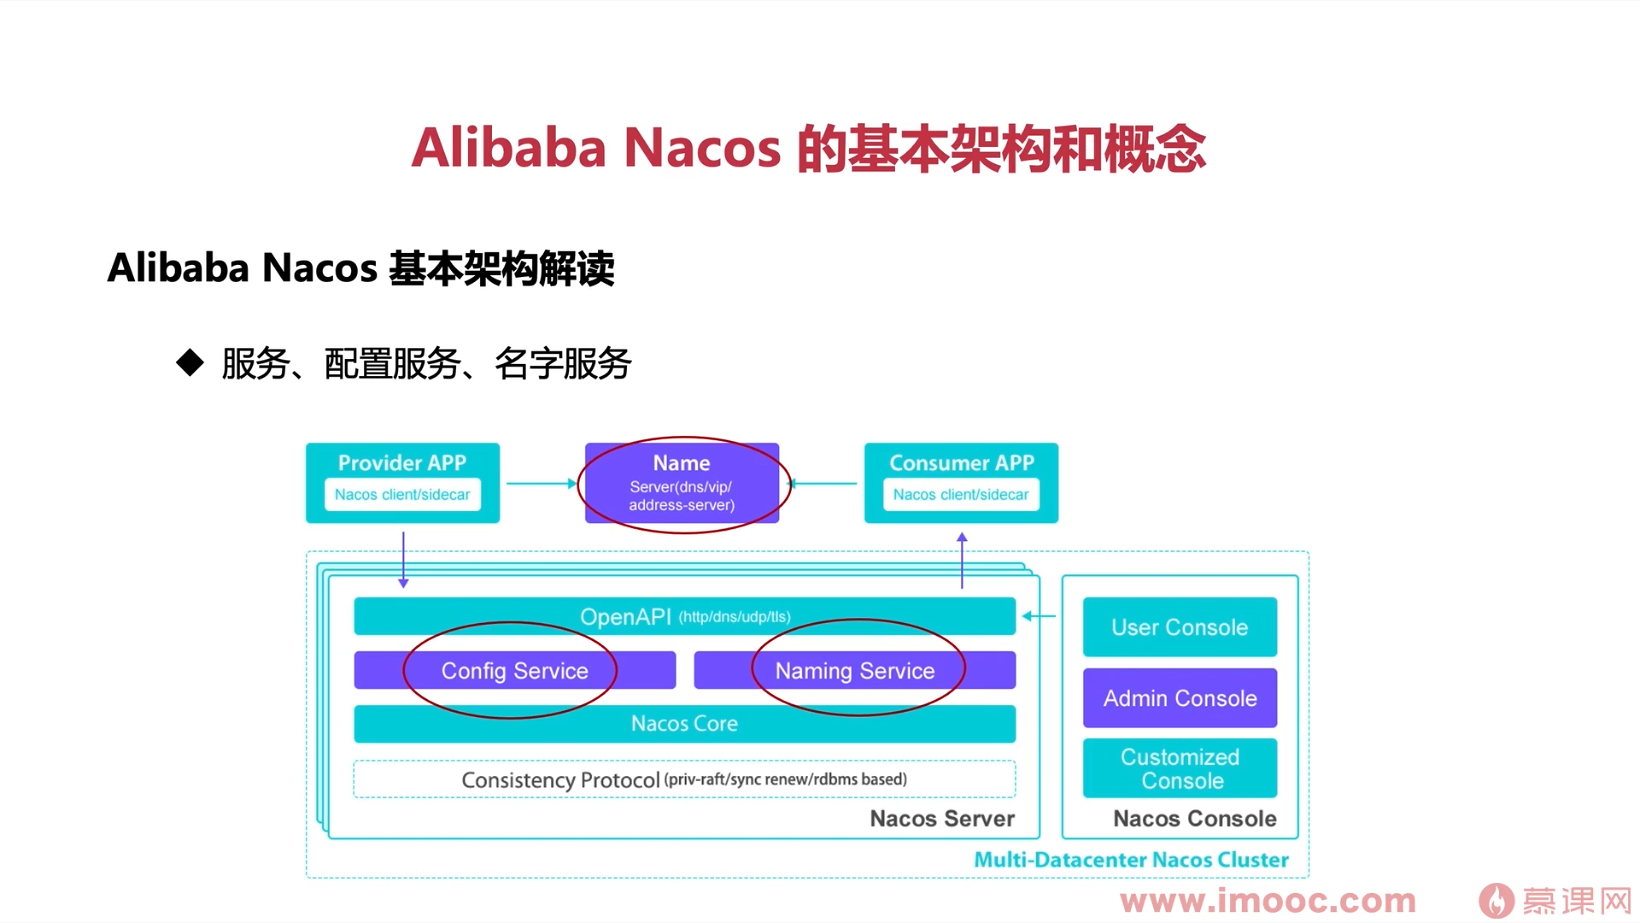 Alibaba Nacos 的基本架构和概念
Alibaba Nacos 基本架构解读
◆ 服务、配置服务、名字服务
Provider APP
Nacos client/sidecar
Name
Server(dns/vip/
address-server)
Consumer APP
Nacos client/sidecar
OpenAPI (http/dns/udp/tls)
Config Service
Naming Service
Nacos Core
Consistency Protocol (priv-raft/sync renew/rdbms based)
Nacos Server
User Console
Admin Console
Customized
Console
Nacos Console
Multi-Datacenter Nacos Cluster
www.imooc.com
慕课网